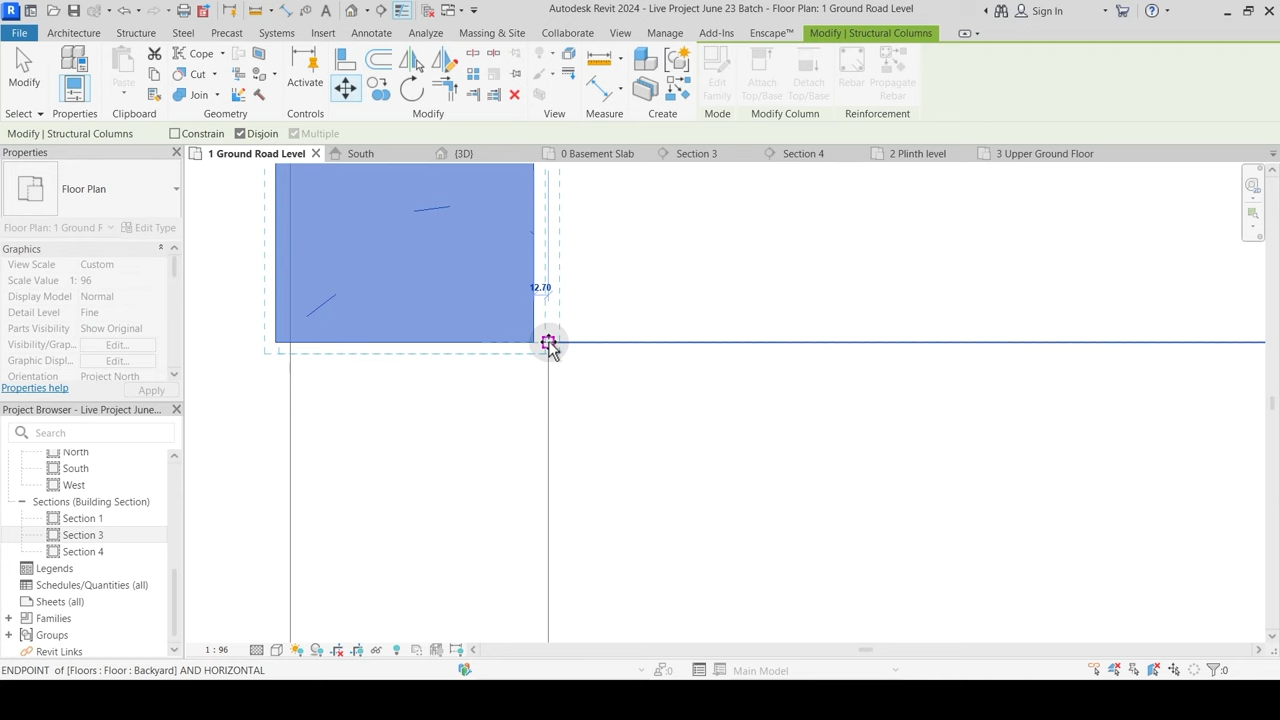 Autodesk Revit 2024 - Live Project June 23 Batch - Floor Plan: 1 Ground Road Level
Sign In
File Architecture Structure Steel Precast Systems Insert Annotate Analyze Massing & Site Collaborate View Manage Add-Ins Enscape™ Modify | Structural Columns
Modify Paste Cope Cut Join Activate Edit Family Attach Top/Base Detach Top/Base Rebar Propagate Rebar
Select Properties Clipboard Geometry Controls Modify View Measure Create Mode Modify Column Reinforcement
Modify | Structural Columns Constrain Disjoin Multiple
Properties
1 Ground Road Level South {3D} 0 Basement Slab Section 3 Section 4 2 Plinth level 3 Upper Ground Floor
Floor Plan
Floor Plan: 1 Ground F Edit Type
Graphics
View Scale Custom
Scale Value 1: 96
Display Model Normal
Detail Level Fine
Parts Visibility Show Original
Visibility/Grap... Edit...
Graphic Displ... Edit...
Orientation Project North
Properties help Apply
Project Browser - Live Project June...
Search
North
South
West
Sections (Building Section)
Section 1
Section 3
Section 4
Legends
Schedules/Quantities (all)
Sheets (all)
Families
Groups
Revit Links
12.70
1 : 96
ENDPOINT of [Floors : Floor : Backyard] AND HORIZONTAL
:0
Main Model
:0